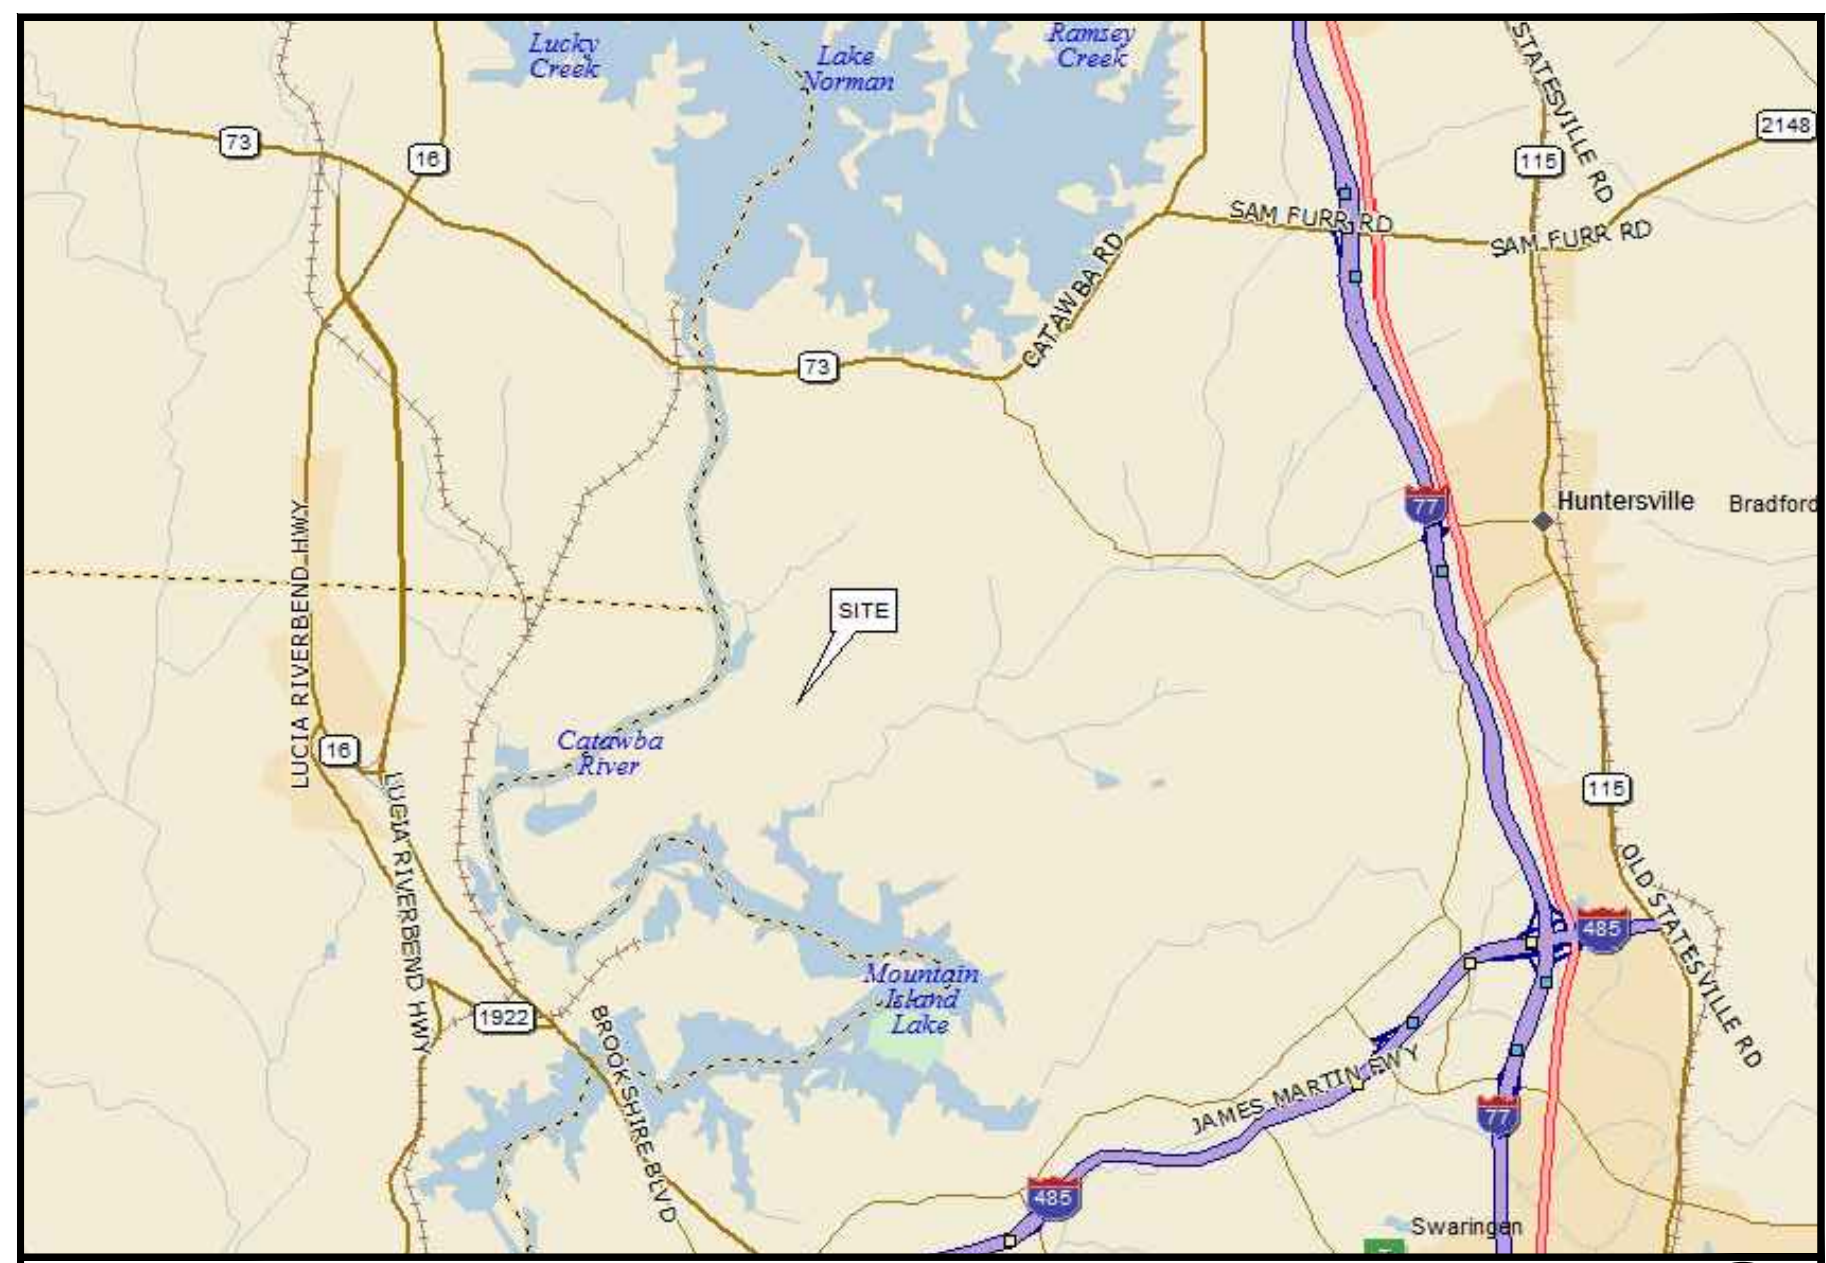 Lucky
Creek
Lake
Norman
Ramsey
Creek
STATESVILLE RD
73
16
115
2148
SAM FURR RD
SAM FURR RD
CATAWBA RD
73
77
Huntersville
Bradford
LUCIA RIVERBEND HWY
SITE
16
Catawba
River
115
LUCIA RIVERBEND HWY
OLD STATESVILLE RD
485
Mountain
Island
Lake
1922
BROOKSHIRE BLVD
JAMES MARTIN FWY
77
485
Swaringen